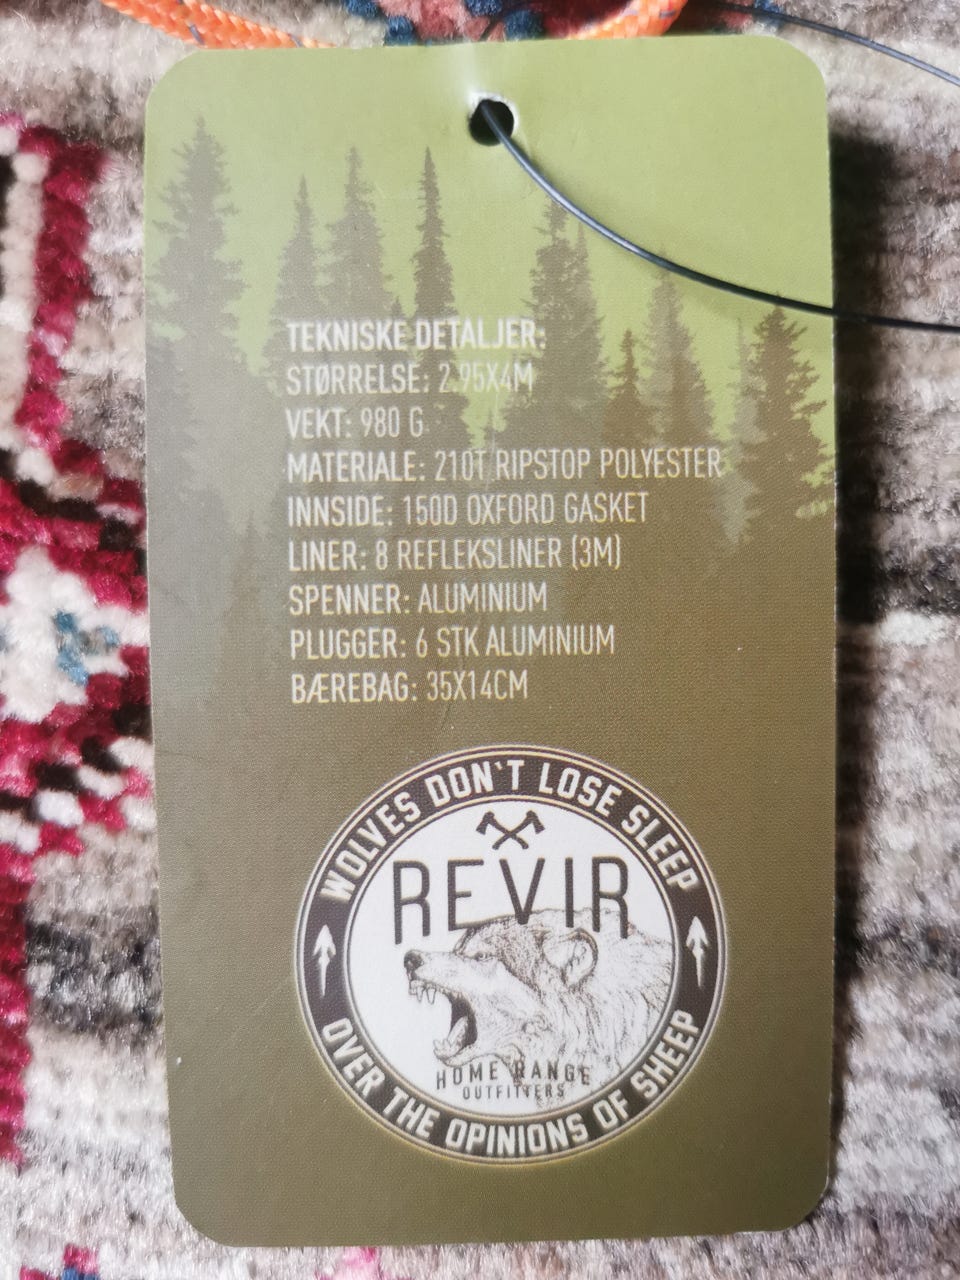 TEKNISKE DETALJER:
STØRRELSE: 2.95X4M
VEKT: 980 G
MATERIALE: 210T RIPSTOP POLYESTER
INNSIDE: 150D OXFORD GASKET
LINER: 8 REFLEKSLINER (3M)
SPENNER: ALUMINIUM
PLUGGER: 6 STK ALUMINIUM
BÆREBAG: 35X14CM
WOLVES DON'T LOSE SLEEP
REVIR
HOME RANGE
OUTFITTERS
OVER THE OPINIONS OF SHEEP